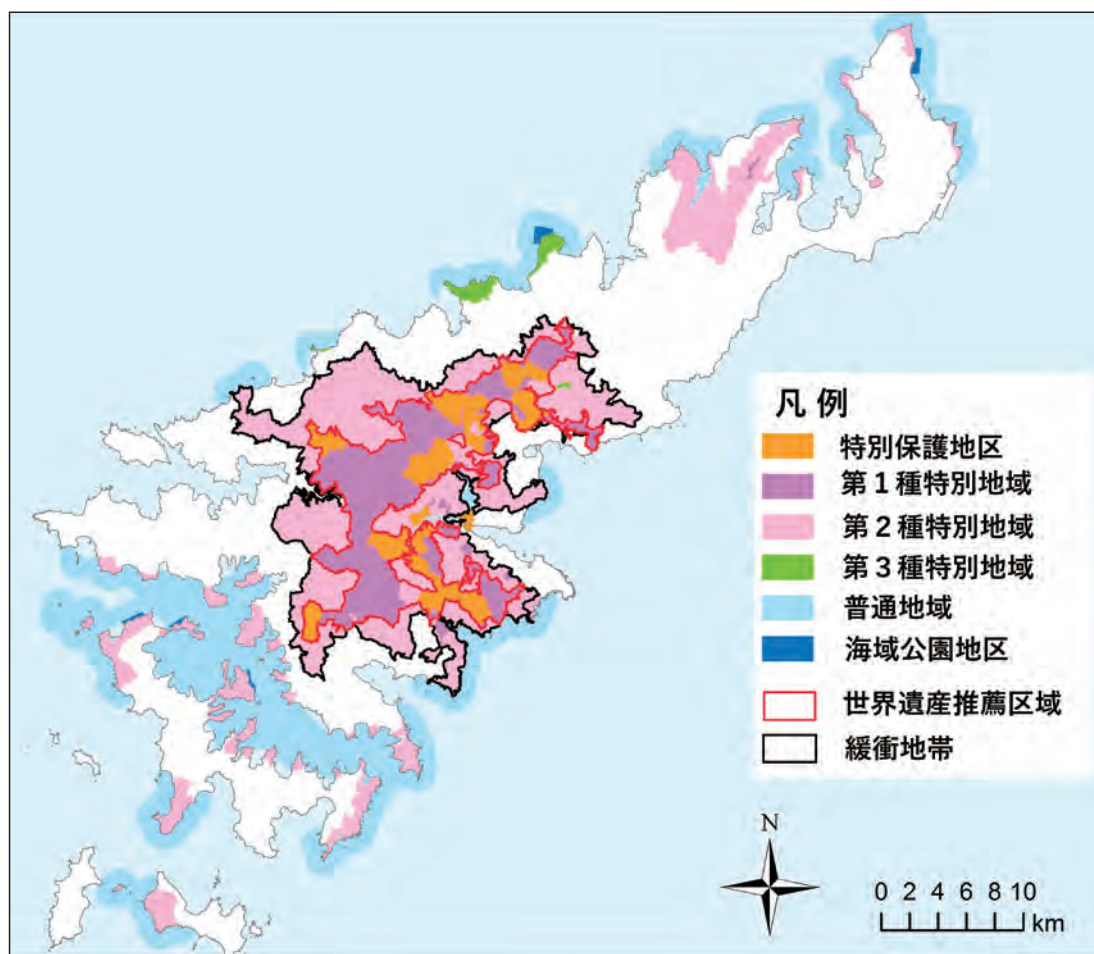 凡例
特別保護地区
第1種特別地域
第2種特別地域
第3種特別地域
普通地域
海域公園地区
世界遺産推薦区域
緩衝地帯
N
0 2 4 6 8 10
km